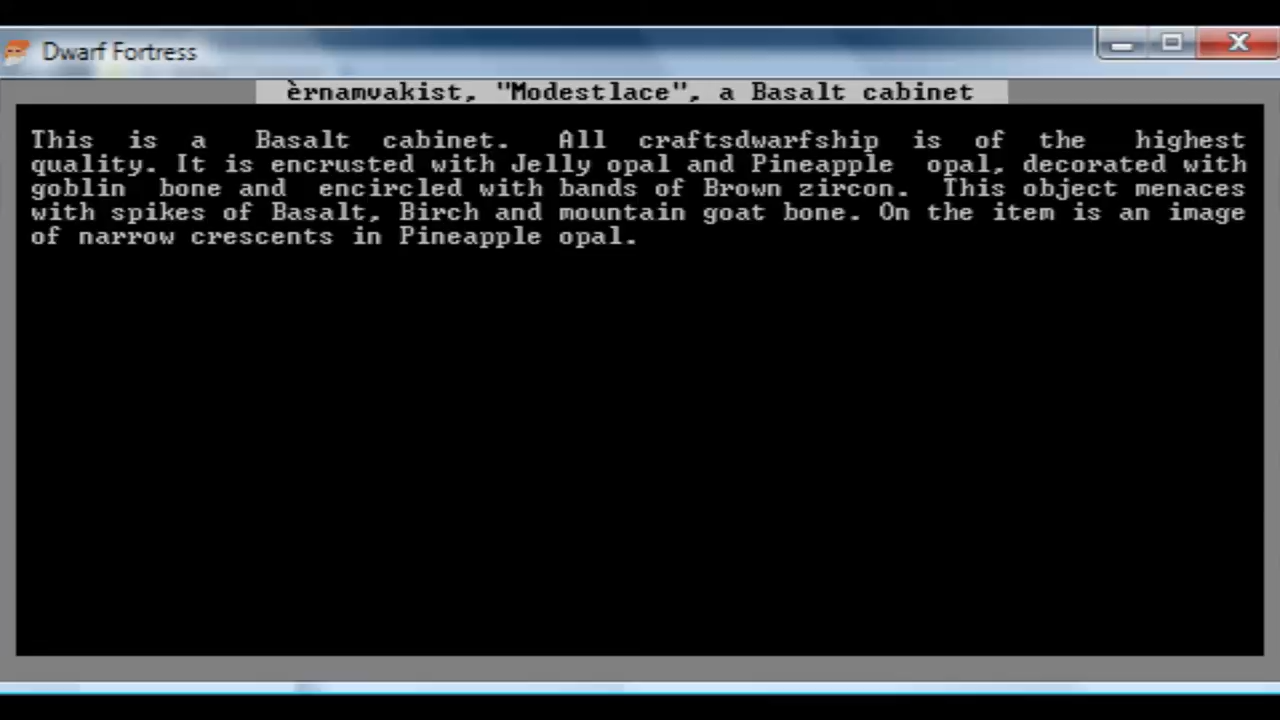 Dwarf Fortress
èrnamvakist, "Modestlace", a Basalt cabinet
This is a Basalt cabinet. All craftsdwarfship is of the highest
quality. It is encrusted with Jelly opal and Pineapple opal, decorated with
goblin bone and encircled with bands of Brown zircon. This object menaces
with spikes of Basalt, Birch and mountain goat bone. On the item is an image
of narrow crescents in Pineapple opal.